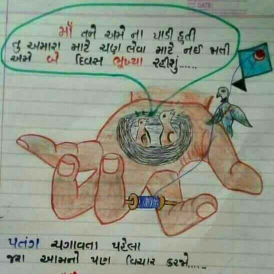 માઁ તને અમે ના પાડી હતી
તુ અમારા માટે ચણ લેવા માટે નઈ જતી
અમે બે દિવસ ભુખ્યા રહીશું.....
પતંગ ચગાવતા પહેલા
જરા આમનો પણ વિચાર કરજો....